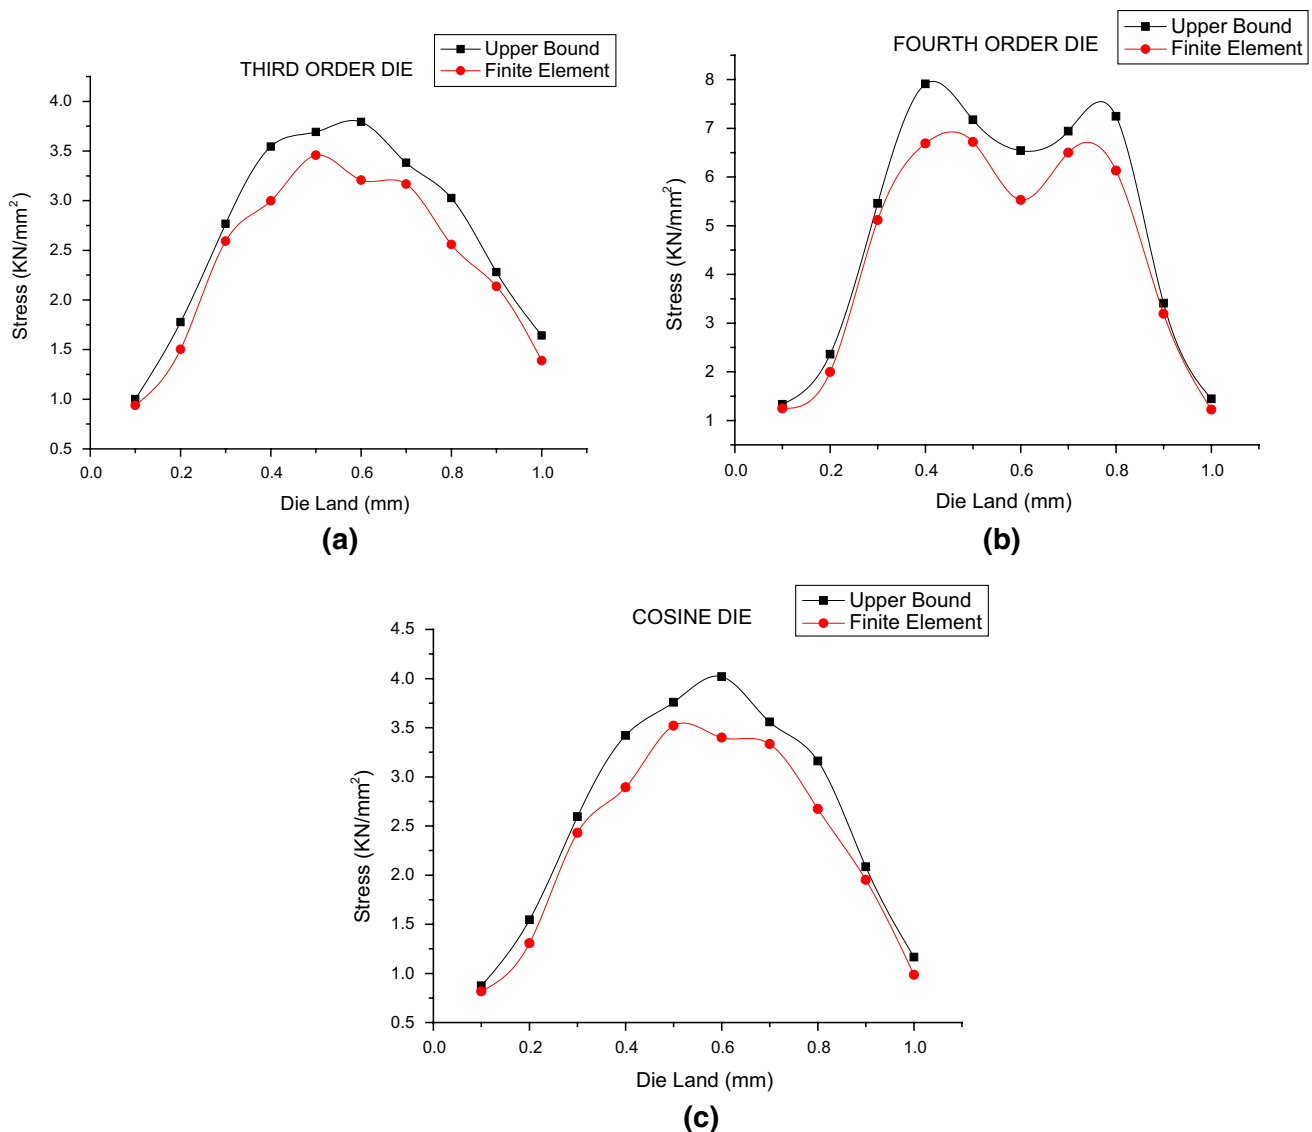 THIRD ORDER DIE
Upper Bound
Finite Element
4.0
3.5
3.0
2.5
2.0
1.5
1.0
0.5
Stress (KN/mm²)
0.0 0.2 0.4 0.6 0.8 1.0
Die Land (mm)
(a)
FOURTH ORDER DIE
Upper Bound
Finite Element
8
7
6
5
4
3
2
1
Stress (KN/mm²)
0.0 0.2 0.4 0.6 0.8 1.0
Die Land (mm)
(b)
COSINE DIE
Upper Bound
Finite Element
4.5
4.0
3.5
3.0
2.5
2.0
1.5
1.0
0.5
Stress (KN/mm²)
0.0 0.2 0.4 0.6 0.8 1.0
Die Land (mm)
(c)